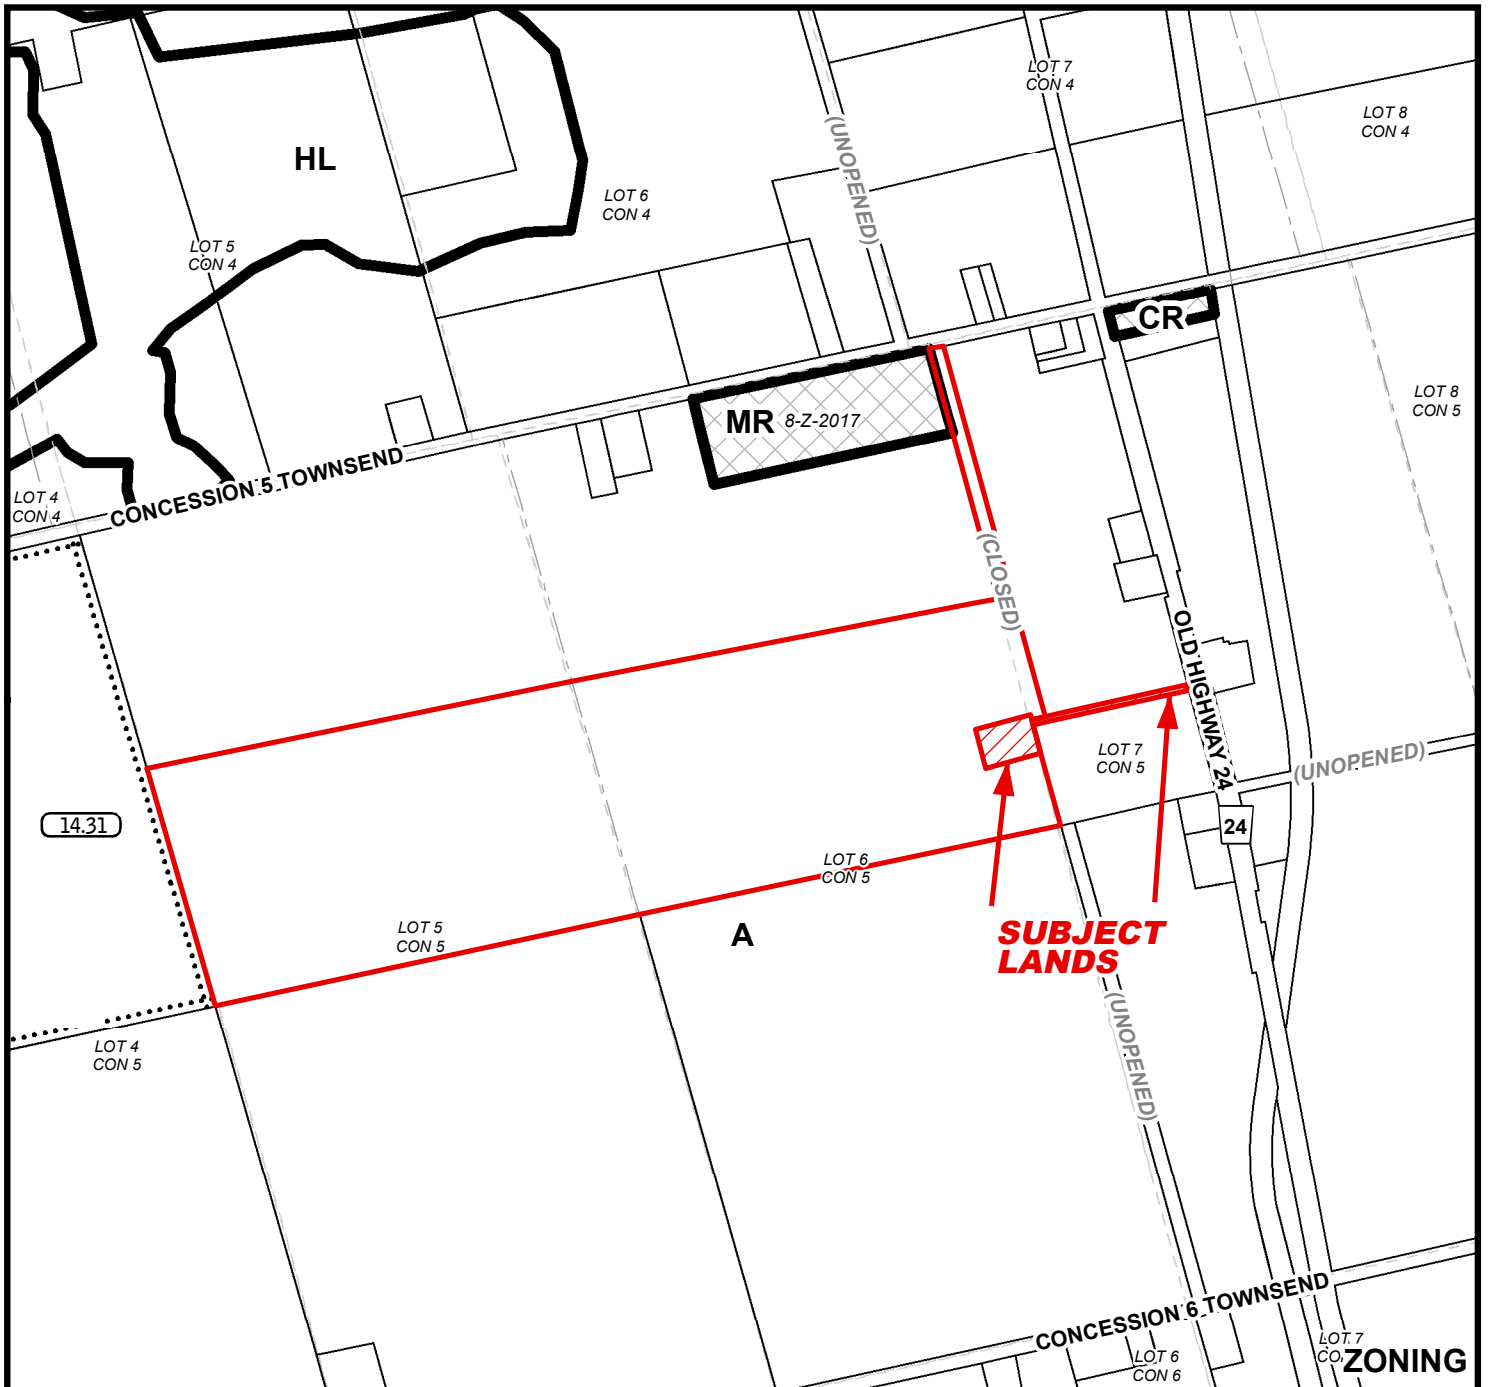 LOT 7
CON 4
LOT 8
CON 4
(UNOPENED)
HL
LOT 6
CON 4
LOT 5
CON 4
CR
LOT 8
CON 5
MR 8-Z-2017
CONCESSION 5 TOWNSEND
LOT 4
CON 4
(CLOSED)
OLD HIGHWAY 24
LOT 7
CON 5
(UNOPENED)
14.31
24
LOT 6
CON 5
LOT 5
CON 5
A
SUBJECT
LANDS
(UNOPENED)
LOT 4
CON 5
CONCESSION 6 TOWNSEND
LOT 6
CON 6
LOT 7
CO
ZONING